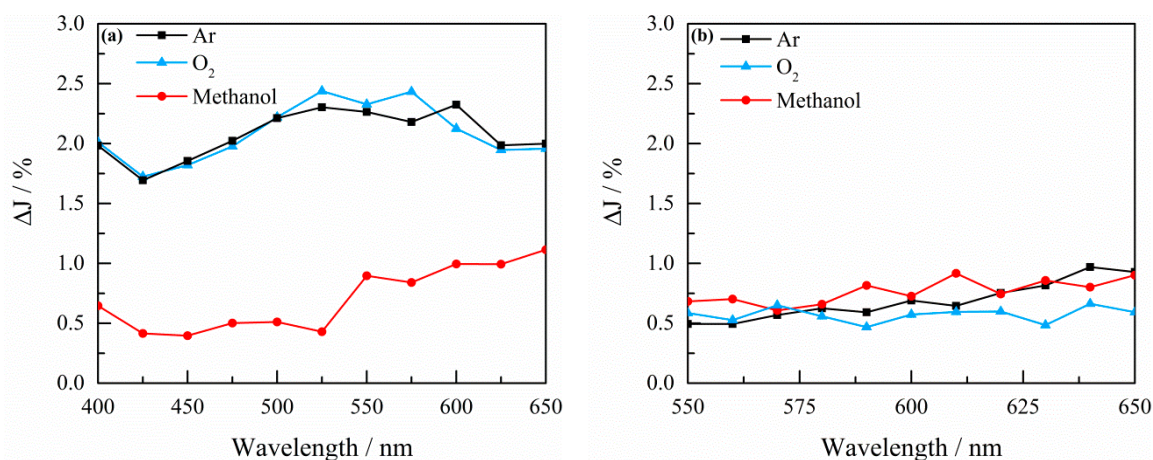 (a)
Ar
O₂
Methanol
3.0
2.5
2.0
1.5
1.0
0.5
0.0
ΔJ / %
400 450 500 550 600 650
Wavelength / nm
(b)
Ar
O₂
Methanol
3.0
2.5
2.0
1.5
1.0
0.5
0.0
ΔJ / %
550 575 600 625 650
Wavelength / nm